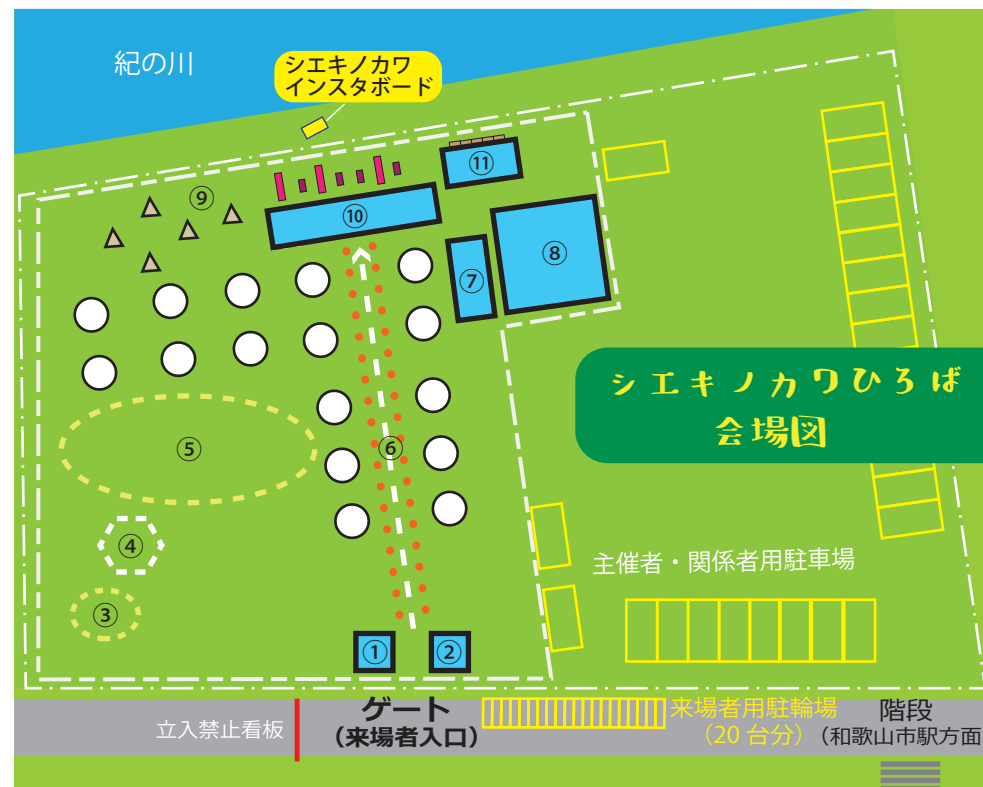 紀の川
シエキノカワ
インスタボード
⑪
⑨
⑩
⑧
⑦
シエキノカワひろば
会場図
⑤
⑥
④
主催者・関係者用駐車場
③
①
②
立入禁止看板
ゲート
(来場者入口)
来場者用駐輪場
(20 台分)
階段
(和歌山市駅方面